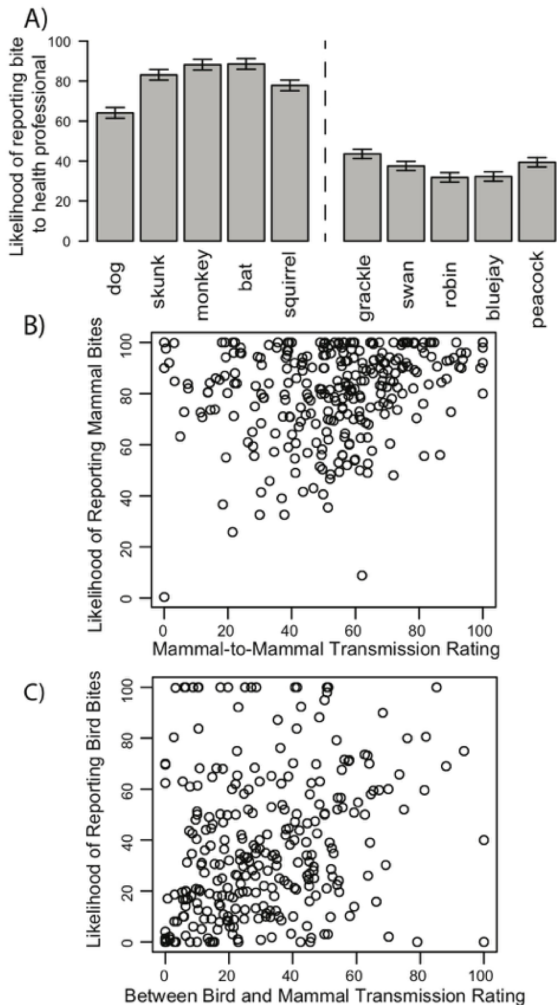 A)
Likelihood of reporting bite
to health professional
100
80
60
40
20
0
dog
skunk
monkey
bat
squirrel
grackle
swan
robin
bluejay
peacock
B)
Likelihood of Reporting Mammal Bites
100
80
60
40
20
0
0 20 40 60 80 100
Mammal-to-Mammal Transmission Rating
C)
Likelihood of Reporting Bird Bites
100
80
60
40
20
0
0 20 40 60 80 100
Between Bird and Mammal Transmission Rating